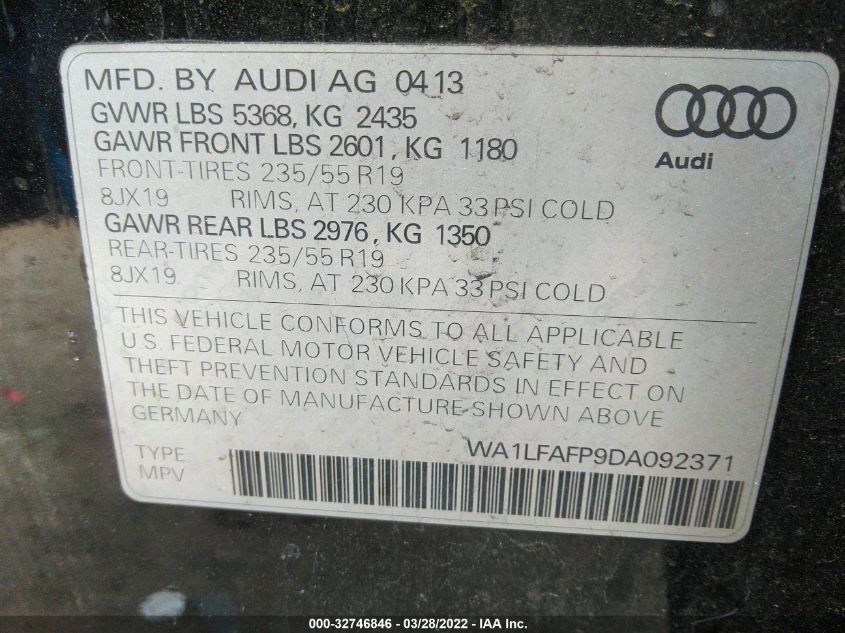 MFD. BY AUDI AG 04 13
GVWR LBS 5368, KG 2435
GAWR FRONT LBS 2601, KG 1180
FRONT-TIRES 235/55 R19
8JX19 RIMS, AT 230 KPA 33 PSI COLD
GAWR REAR LBS 2976, KG 1350
REAR-TIRES 235/55 R19
8JX19 RIMS, AT 230 KPA 33 PSI COLD
Audi
THIS VEHICLE CONFORMS TO ALL APPLICABLE
U.S. FEDERAL MOTOR VEHICLE SAFETY AND
THEFT PREVENTION STANDARDS IN EFFECT ON
THE DATE OF MANUFACTURE SHOWN ABOVE
GERMANY
TYPE: WA1LFAFP9DA092371
MPV
000-32746846 - 03/28/2022 - IAA Inc.